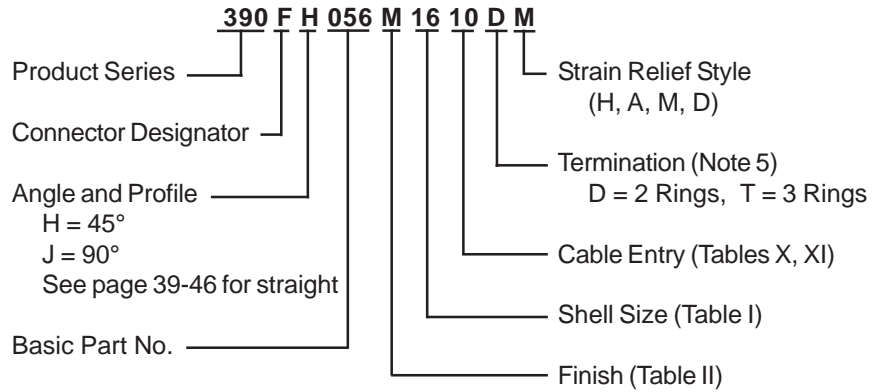 390 F H 056 M 16 10 D M
Product Series
Connector Designator
Angle and Profile
H = 45°
J = 90°
See page 39-46 for straight
Basic Part No.
Strain Relief Style
(H, A, M, D)
Termination (Note 5)
D = 2 Rings, T = 3 Rings
Cable Entry (Tables X, XI)
Shell Size (Table I)
Finish (Table II)